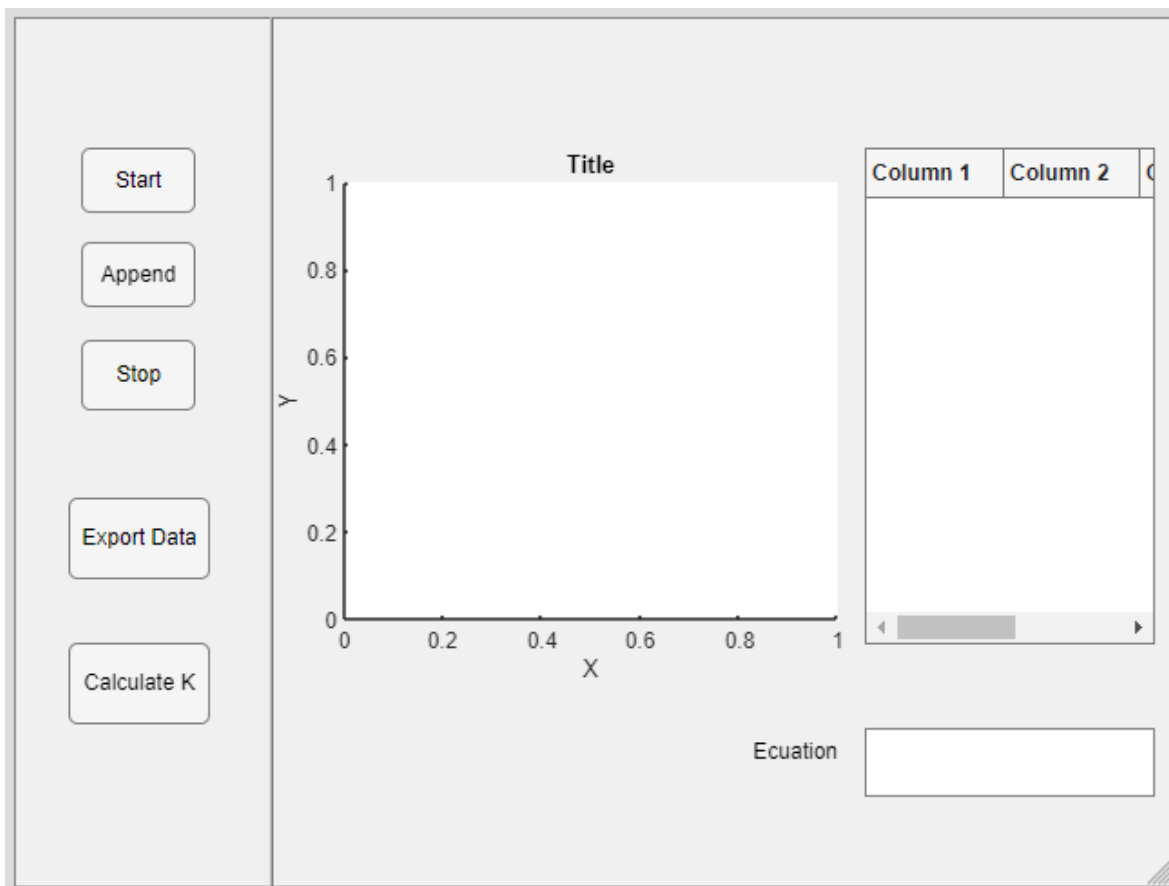 Start
Append
Stop
Export Data
Calculate K
Title
1
0.8
0.6
0.4
0.2
0
Y
0 0.2 0.4 0.6 0.8 1
X
Column 1 Column 2
Ecuation